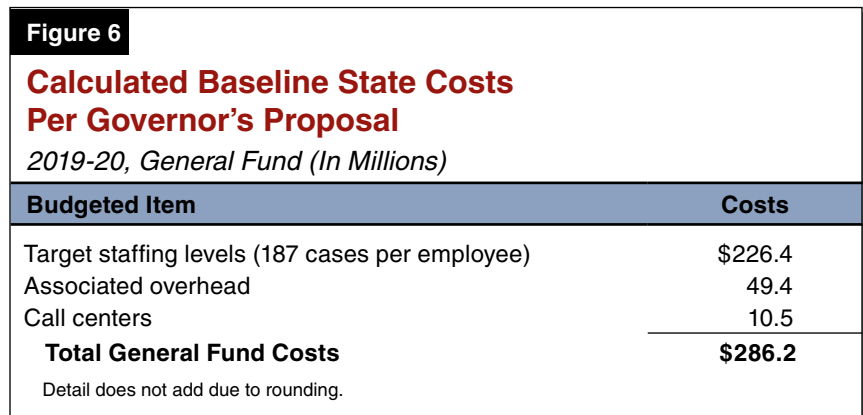 Figure 6
Calculated Baseline State Costs
Per Governor's Proposal
2019-20, General Fund (In Millions)
Budgeted Item Costs
Target staffing levels (187 cases per employee) $226.4
Associated overhead 49.4
Call centers 10.5
Total General Fund Costs $286.2
Detail does not add due to rounding.